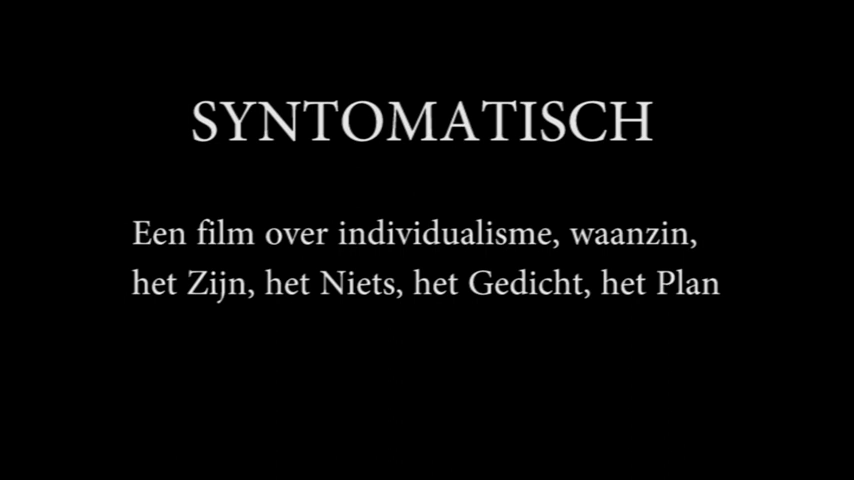 SYNTOMATISCH
Een film over individualisme, waanzin,
het Zijn, het Niets, het Gedicht, het Plan